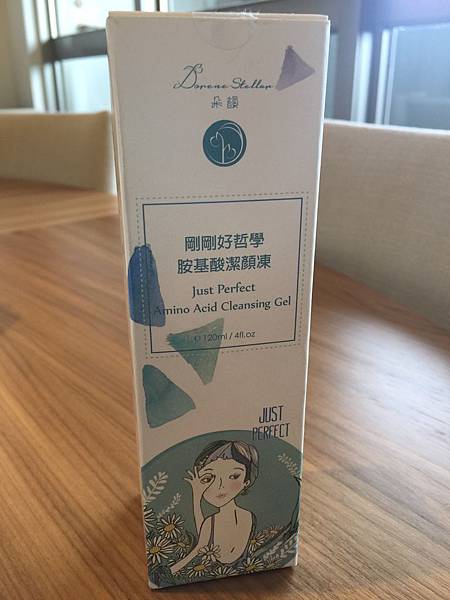 Dorene Stellar
朵韻
剛剛好哲學
胺基酸潔顏凍
Just Perfect
Amino Acid Cleansing Gel
℮ 120ml / 4fl.oz
JUST
PERFECT